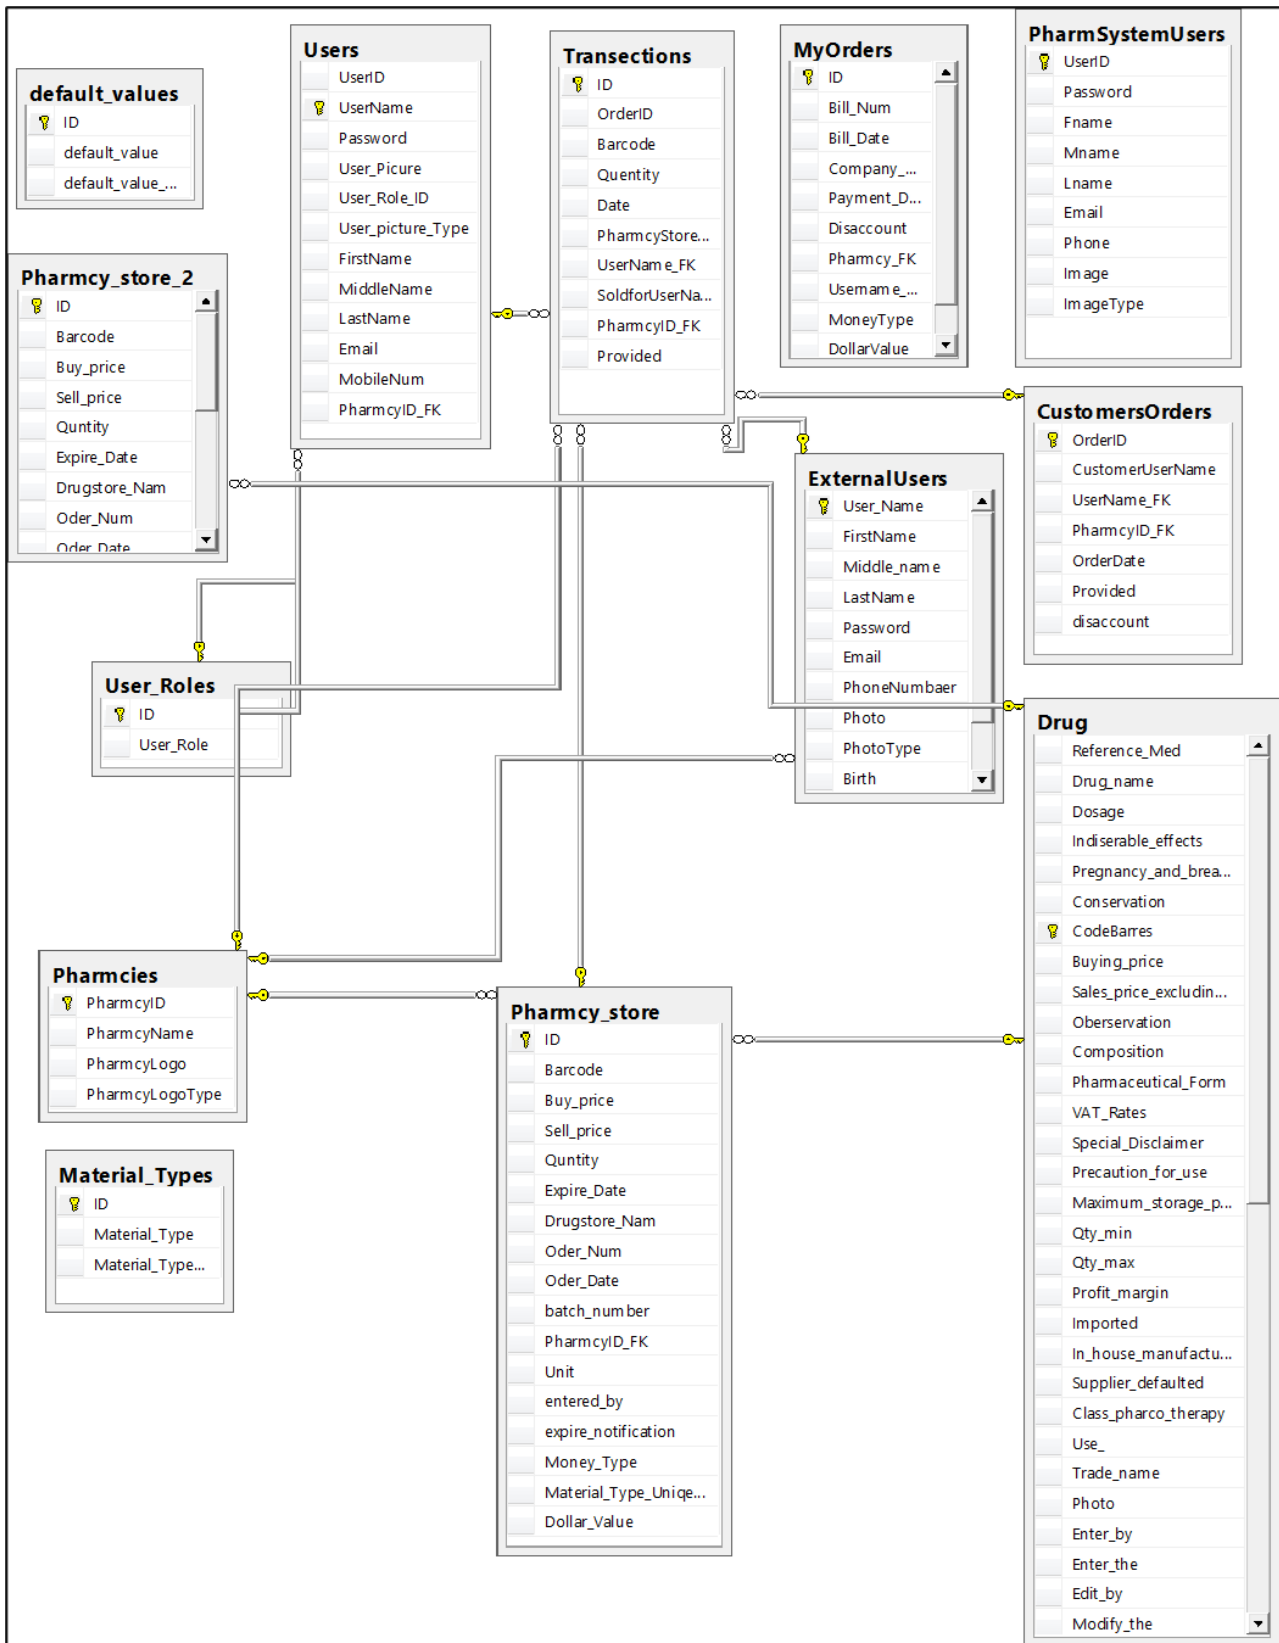 default_values
ID
default_value
default_value_...
Users
UserID
UserName
Password
User_Picure
User_Role_ID
User_picture_Type
FirstName
MiddleName
LastName
Email
MobileNum
PharmcyID_FK
Transections
ID
OrderID
Barcode
Quentity
Date
PharmcyStore...
UserName_FK
SoldforUserNa...
PharmcyID_FK
Provided
MyOrders
ID
Bill_Num
Bill_Date
Company_...
Payment_D...
Disaccount
Pharmcy_FK
Username_...
MoneyType
DollarValue
PharmSystemUsers
UserID
Password
Fname
Mname
Lname
Email
Phone
Image
ImageType
Pharmcy_store_2
ID
Barcode
Buy_price
Sell_price
Quntity
Expire_Date
Drugstore_Nam
Oder_Num
Oder_Date
CustomersOrders
OrderID
CustomerUserName
UserName_FK
PharmcyID_FK
OrderDate
Provided
disaccount
ExternalUsers
User_Name
FirstName
Middle_name
LastName
Password
Email
PhoneNumbaer
Photo
PhotoType
Birth
User_Roles
ID
User_Role
Drug
Reference_Med
Drug_name
Dosage
Indiserable_effects
Pregnancy_and_brea...
Conservation
CodeBarres
Buying_price
Sales_price_excludin...
Oberservation
Composition
Pharmaceutical_Form
VAT_Rates
Special_Disclaimer
Precaution_for_use
Maximum_storage_p...
Qty_min
Qty_max
Profit_margin
Imported
In_house_manufactu...
Supplier_defaulted
Class_pharco_therapy
Use_
Trade_name
Photo
Enter_by
Enter_the
Edit_by
Modify_the
Pharmcies
PharmcyID
PharmcyName
PharmcyLogo
PharmcyLogoType
Pharmcy_store
ID
Barcode
Buy_price
Sell_price
Quntity
Expire_Date
Drugstore_Nam
Oder_Num
Oder_Date
batch_number
PharmcyID_FK
Unit
entered_by
expire_notification
Money_Type
Material_Type_Uniqe...
Dollar_Value
Material_Types
ID
Material_Type
Material_Type...